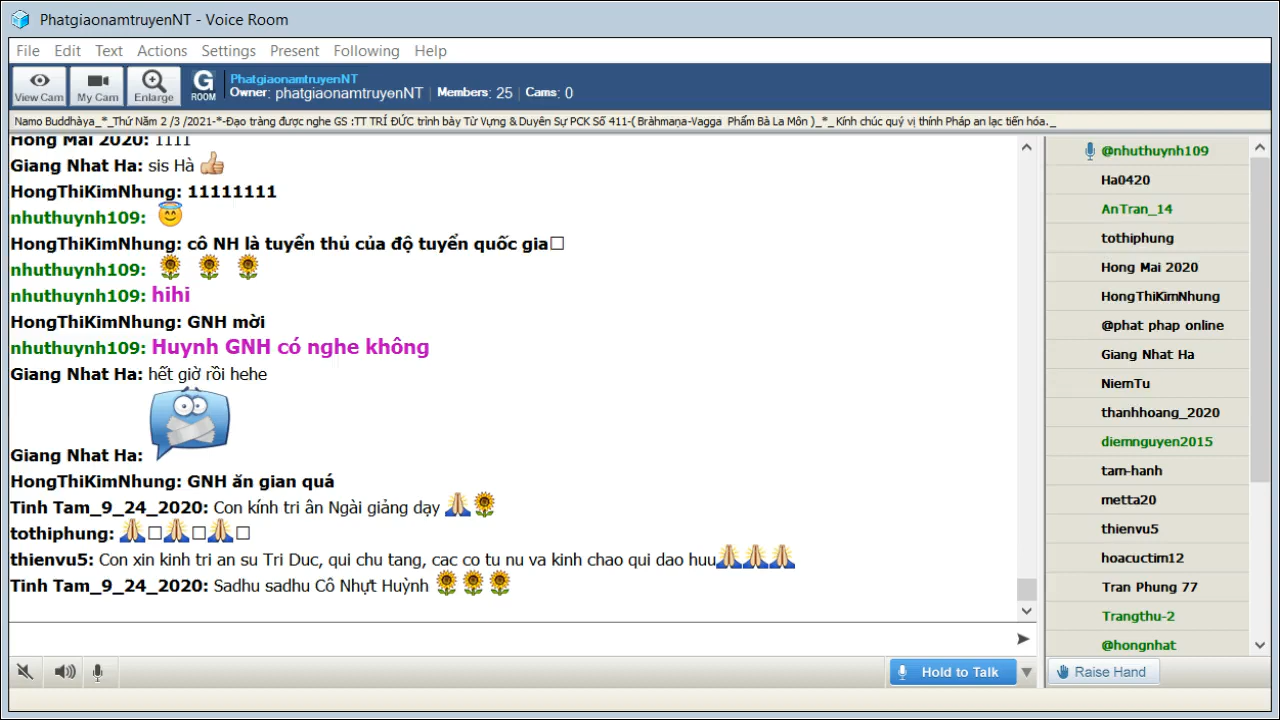 PhatgiaonamtruyenNT - Voice Room
File Edit Text Actions Settings Present Following Help
View Cam My Cam Enlarge G ROOM PhatgiaonamtruyenNT
Owner: phatgiaonamtruyenNT | Members: 25 | Cams: 0
Namo Buddhàya_*_Thứ Năm 2 /3 /2021-*-Đạo tràng được nghe GS :TT TRÍ ĐỨC trình bày Từ Vựng & Duyên Sự PCK Số 411-( Bràhmaṇa-Vagga Phẩm Bà La Môn )_*_ Kính chúc quý vị thính Pháp an lạc tiến hóa._
Hong Mai 2020: 1111
Giang Nhat Ha: sis Hà 👍
HongThiKimNhung: 11111111
nhuthuynh109: 😇
HongThiKimNhung: cô NH là tuyển thủ của độ tuyển quốc gia□
nhuthuynh109: 🌻 🌻 🌻
nhuthuynh109: hihi
HongThiKimNhung: GNH mời
nhuthuynh109: Huynh GNH có nghe không
Giang Nhat Ha: hết giờ rồi hehe
Giang Nhat Ha:
HongThiKimNhung: GNH ăn gian quá
Tinh Tam_9_24_2020: Con kính tri ân Ngài giảng dạy 🙏🌻
tothiphung: 🙏□🙏□🙏□
thienvu5: Con xin kinh tri an su Tri Duc, qui chu tang, cac co tu nu va kinh chao qui dao huu🙏🙏🙏
Tinh Tam_9_24_2020: Sadhu sadhu Cô Nhựt Huỳnh 🌻🌻🌻
Hold to Talk
@nhuthuynh109
Ha0420
AnTran_14
tothiphung
Hong Mai 2020
HongThiKimNhung
@phat phap online
Giang Nhat Ha
NiemTu
thanhhoang_2020
diemnguyen2015
tam-hanh
metta20
thienvu5
hoacuctim12
Tran Phung 77
Trangthu-2
@hongnhat
Raise Hand